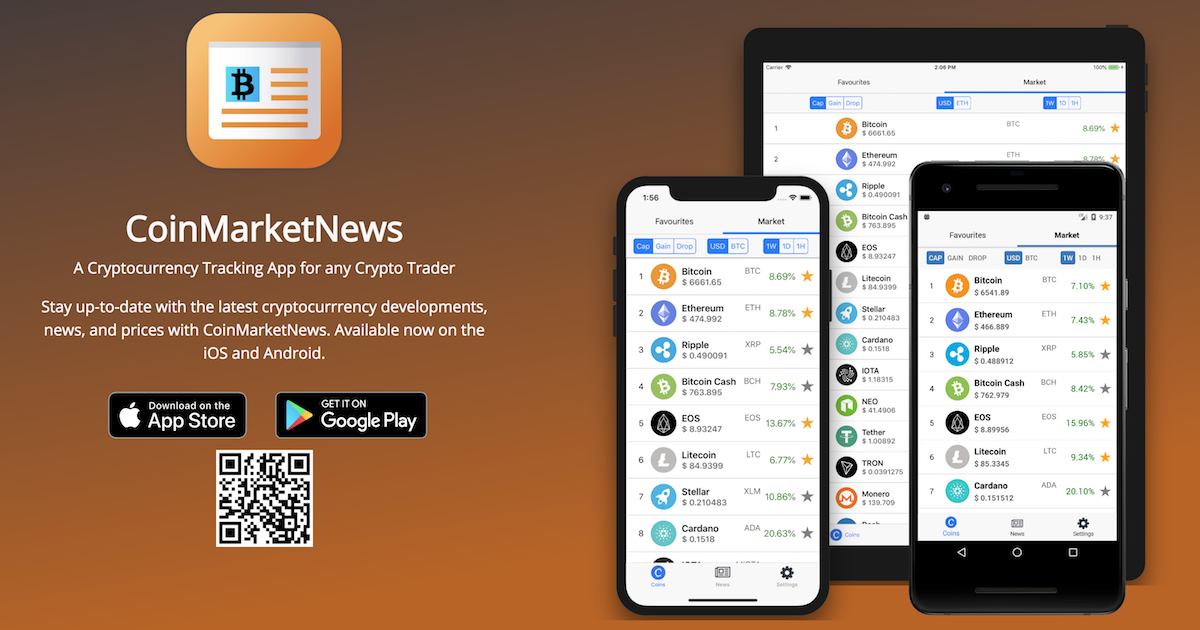 CoinMarketNews
A Cryptocurrency Tracking App for any Crypto Trader
Stay up-to-date with the latest cryptocurrrency developments,
news, and prices with CoinMarketNews. Available now on the
iOS and Android.
Download on the
App Store
GET IT ON
Google Play
1:56
Favourites Market
Cap Gain Drop USD BTC 1W 1D 1H
1 Bitcoin BTC 8.69%
$ 6661.65
2 Ethereum ETH 8.78%
$ 474.992
3 Ripple XRP 5.54%
$ 0.490091
4 Bitcoin Cash BCH 7.93%
$ 763.895
5 EOS EOS 13.67%
$ 8.93247
6 Litecoin LTC 6.77%
$ 84.9399
7 Stellar XLM 10.86%
$ 0.210483
8 Cardano ADA 20.63%
$ 0.1518
Coins News Settings
Carrier 2:06 PM 100%
Favourites Market
Cap Gain Drop USD ETH 1W 1D 1H
1 Bitcoin BTC 8.69%
$ 6661.65
2 Ethereum ETH 8.78%
$ 474.992
Ripple
$ 0.490091
Bitcoin Cash
$ 763.895
EOS
$ 8.93247
Litecoin
$ 84.9399
Stellar
$ 0.210483
Cardano
$ 0.1518
IOTA
$ 1.18315
NEO
$ 41.4906
Tether
$ 1.00892
TRON
$ 0.0391275
Monero
$ 139.709
Coins
9:37
Favourites Market
CAP GAIN DROP USD BTC 1W 1D 1H
1 Bitcoin BTC 7.10%
$ 6541.89
2 Ethereum ETH 7.43%
$ 466.889
3 Ripple XRP 5.85%
$ 0.488912
4 Bitcoin Cash BCH 8.42%
$ 762.979
5 EOS EOS 15.96%
$ 8.89956
6 Litecoin LTC 9.34%
$ 85.3345
7 Cardano ADA 20.10%
$ 0.151512
Coins News Settings